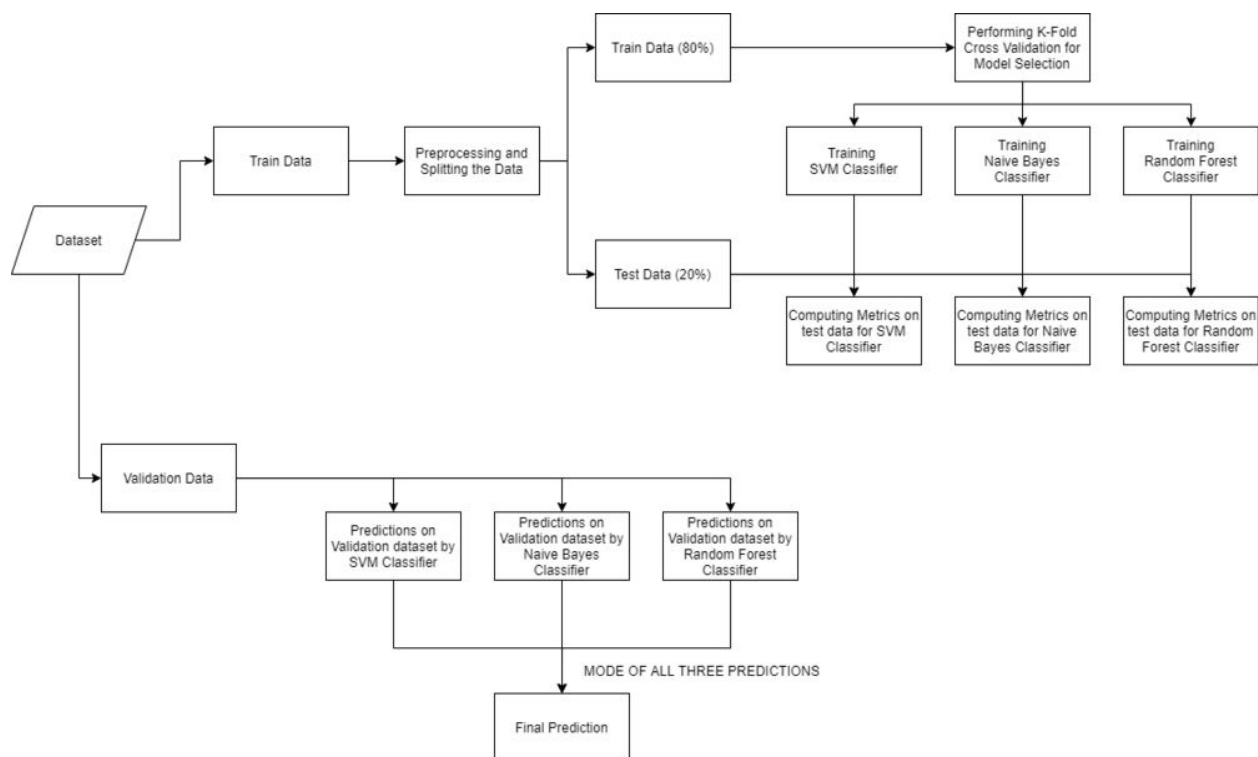 Train Data (80%)
Performing K-Fold
Cross Validation for
Model Selection
Train Data
Preprocessing and
Splitting the Data
Training
SVM Classifier
Training
Naive Bayes
Classifier
Training
Random Forest
Classifier
Dataset
Test Data (20%)
Computing Metrics on
test data for SVM
Classifier
Computing Metrics on
test data for Naive
Bayes Classifier
Computing Metrics on
test data for Random
Forest Classifier
Validation Data
Predictions on
Validation dataset by
SVM Classifier
Predictions on
Validation dataset by
Naive Bayes
Classifier
Predictions on
Validation dataset by
Random Forest
Classifier
MODE OF ALL THREE PREDICTIONS
Final Prediction